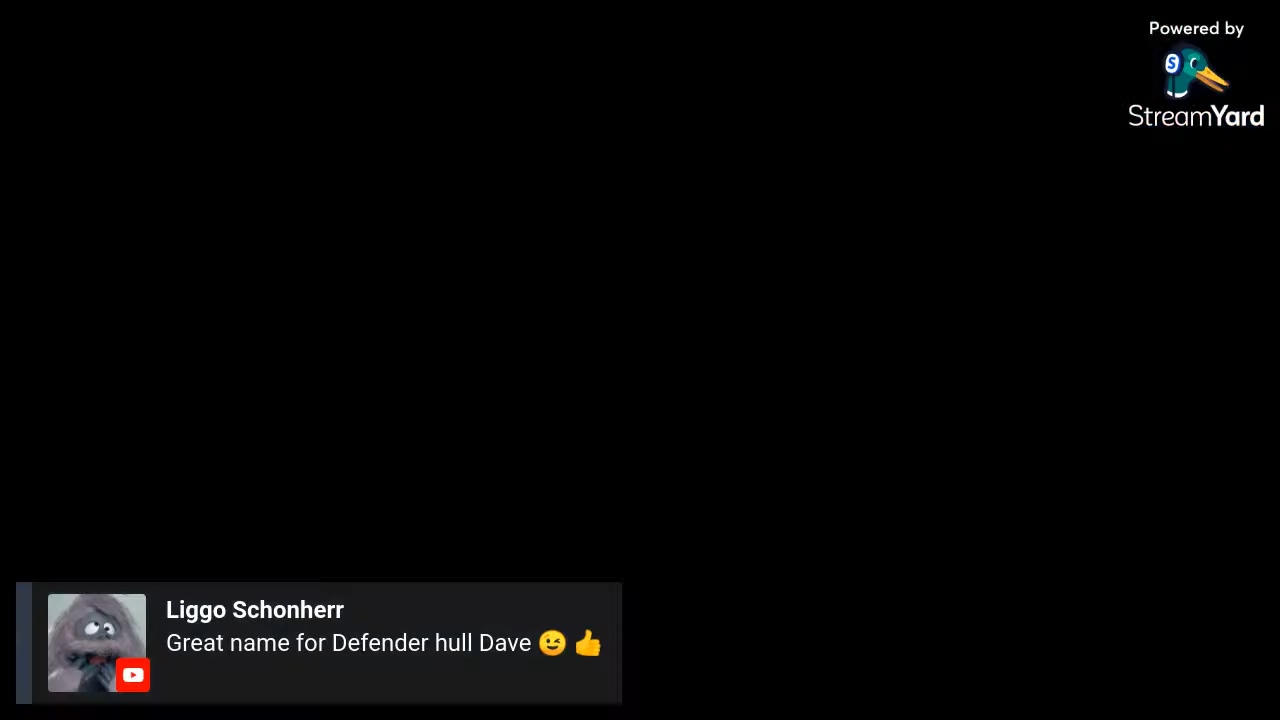 Powered by
S
StreamYard
Liggo Schonherr
Great name for Defender hull Dave 😉 👍